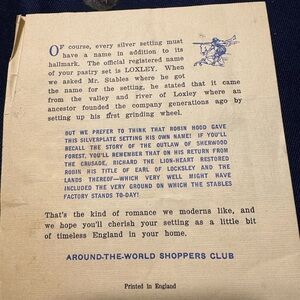 OF course, every silver setting must
have a name in addition to its
hallmark. The official registered name
of your pastry set is LOXLEY. When
we asked Mr. Stables where he got
the name for the setting, he stated that it came
from the valley and river of Loxley where an
ancestor founded the company generations ago by
setting up his first grinding wheel.
BUT WE PREFER TO THINK THAT ROBIN HOOD GAVE
THIS SILVERPLATE SETTING HIS OWN NAME! IF YOU'LL
RECALL THE STORY OF THE OUTLAW OF SHERWOOD
FOREST, YOU'LL REMEMBER THAT ON HIS RETURN FROM
THE CRUSADE, RICHARD THE LION-HEART RESTORED
ROBIN HIS TITLE OF EARL OF LOCKSLEY AND THE
LANDS THEREOF—WHICH VERY WELL MIGHT HAVE
INCLUDED THE VERY GROUND ON WHICH THE STABLES
FACTORY STANDS TO-DAY!
That's the kind of romance we moderns like, and
we hope you'll cherish your setting as a little bit
of timeless England in your home.
AROUND-THE-WORLD SHOPPERS CLUB
Printed in England